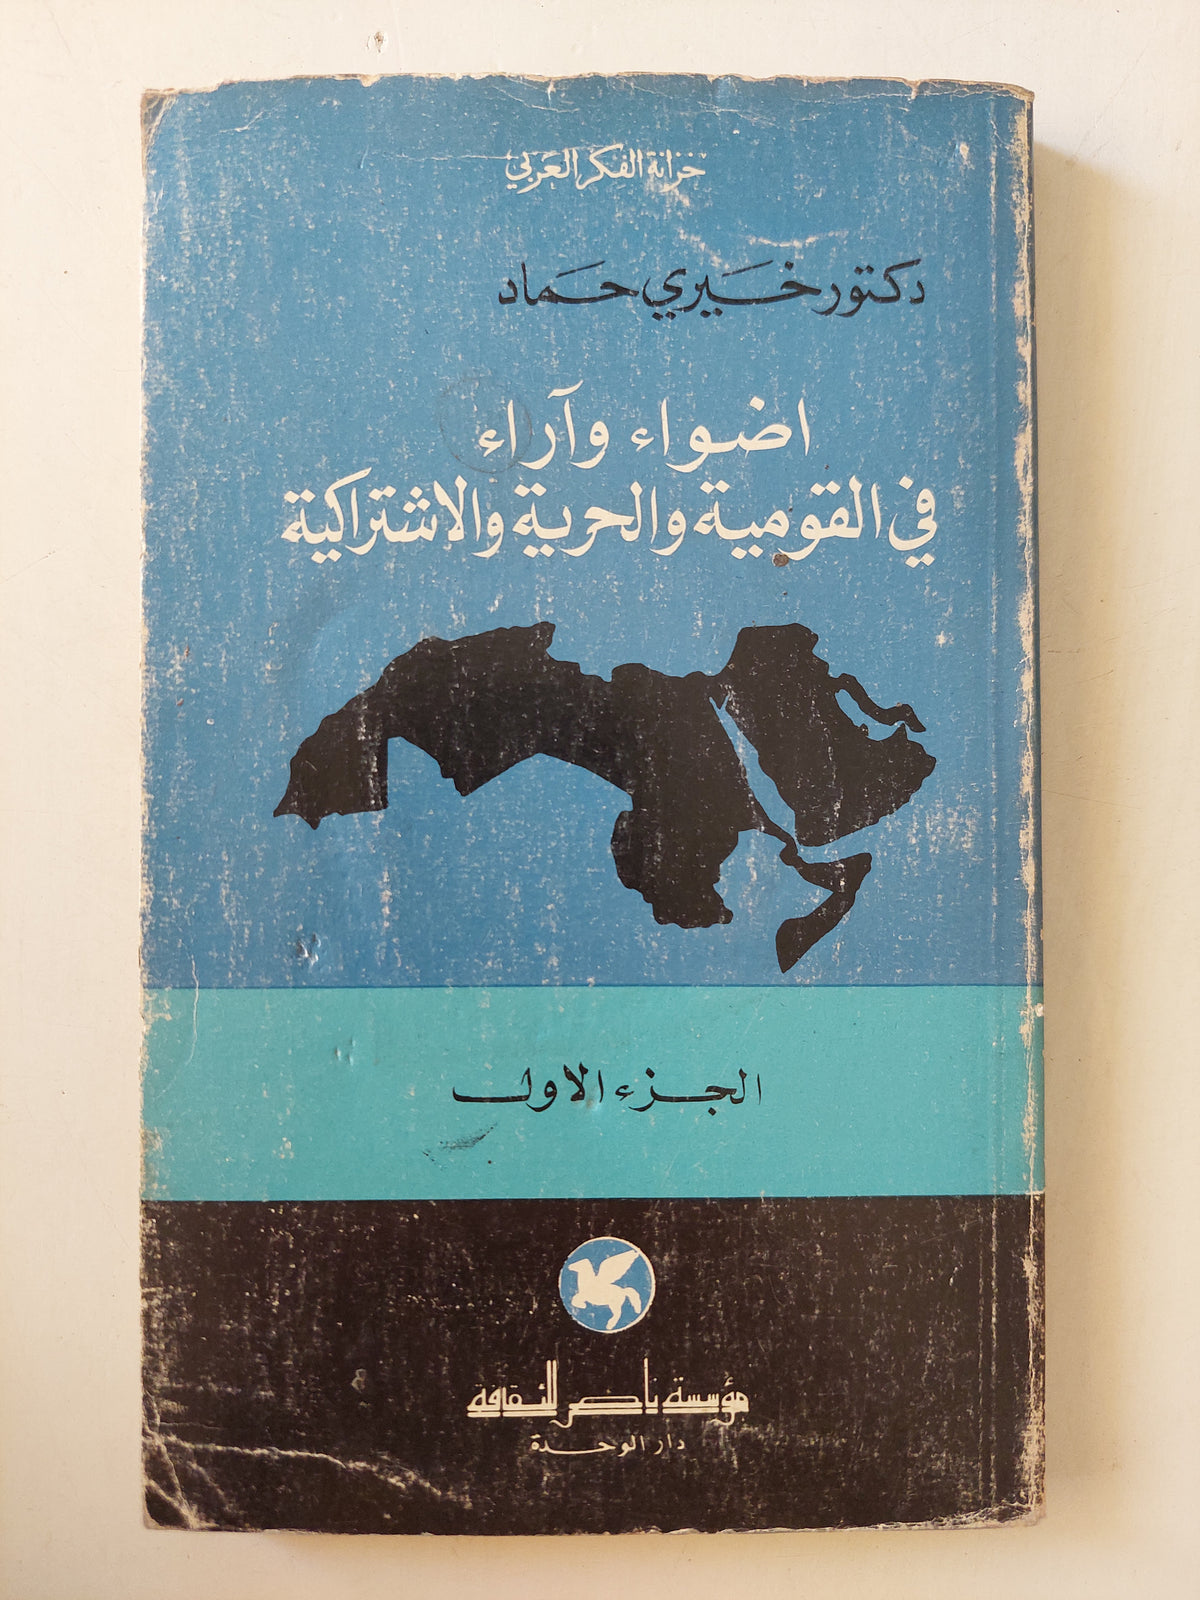 خزانة الفكر العربي
دكتور خيري حماد
اضواء وآراء
في القومية والحرية والاشتراكية
الجزء الاول
مؤسسة ناصر للثقافة
دار الوحدة